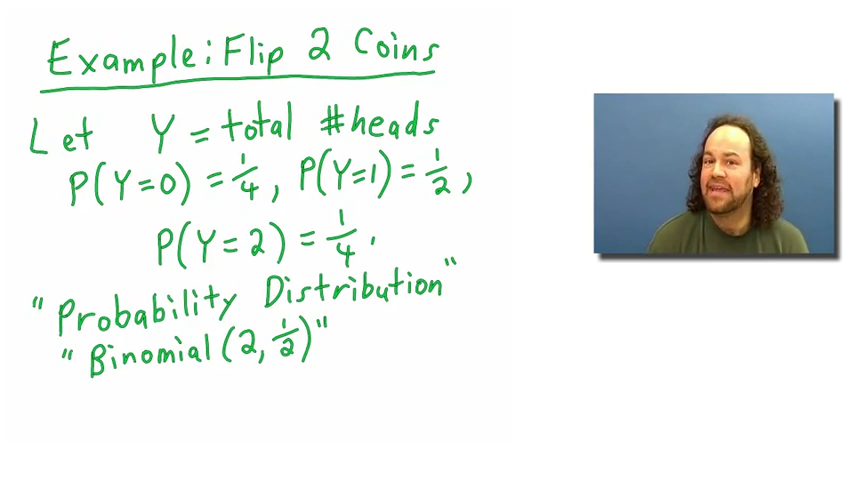 Example: Flip 2 Coins
Let Y = total #heads
P(Y=0) = 1/4, P(Y=1) = 1/2,
P(Y=2) = 1/4.
"Probability Distribution"
"Binomial(2, 1/2)"